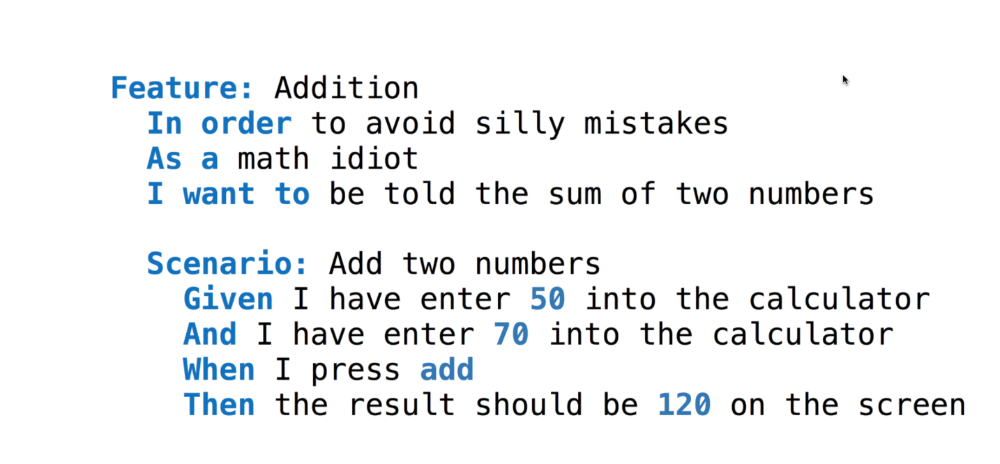 Feature: Addition
In order to avoid silly mistakes
As a math idiot
I want to be told the sum of two numbers
Scenario: Add two numbers
Given I have enter 50 into the calculator
And I have enter 70 into the calculator
When I press add
Then the result should be 120 on the screen